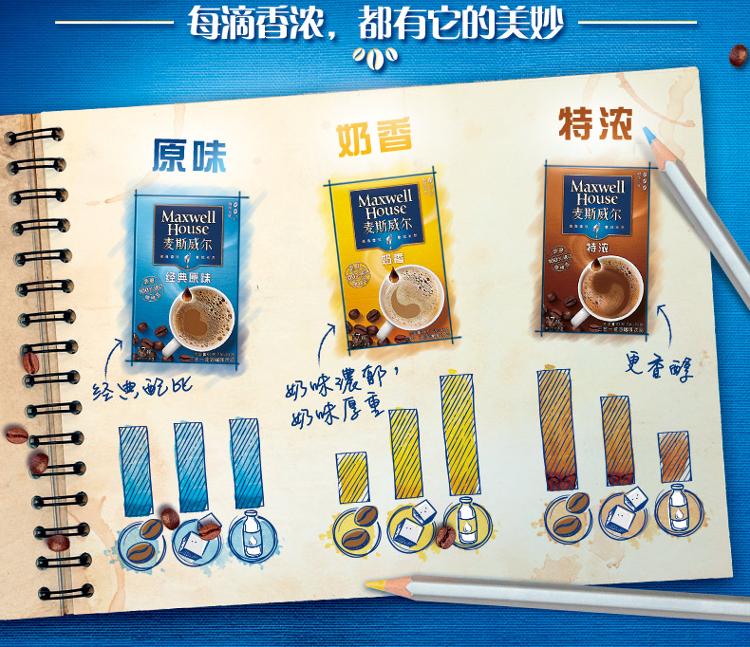 每滴香浓，都有它的美妙
原味
奶香
特浓
Maxwell
House
麦斯威尔
经典原味
Maxwell
House
麦斯威尔
奶香
Maxwell
House
麦斯威尔
特浓
经典配比
奶味濃郁，
奶味厚重
更香醇